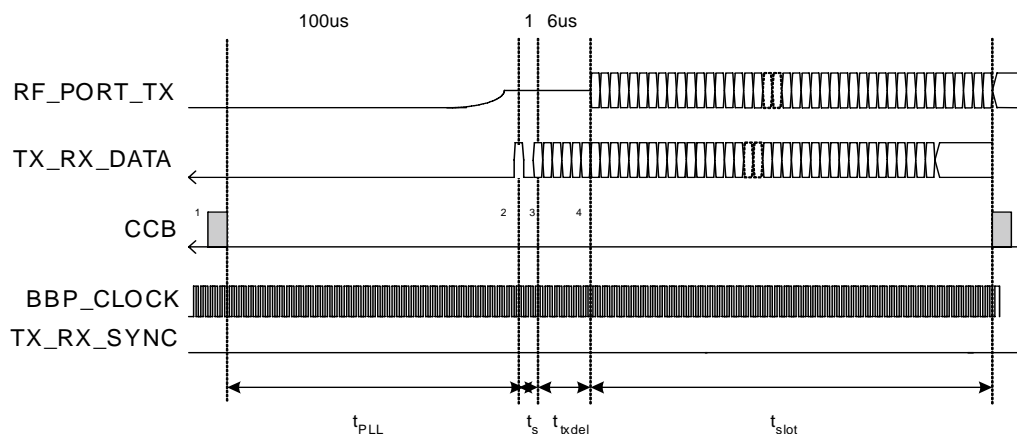 100us 1 6us
RF_PORT_TX
TX_RX_DATA
1 2 3 4
CCB
BBP_CLOCK
TX_RX_SYNC
tPLL ts ttxdel tslot